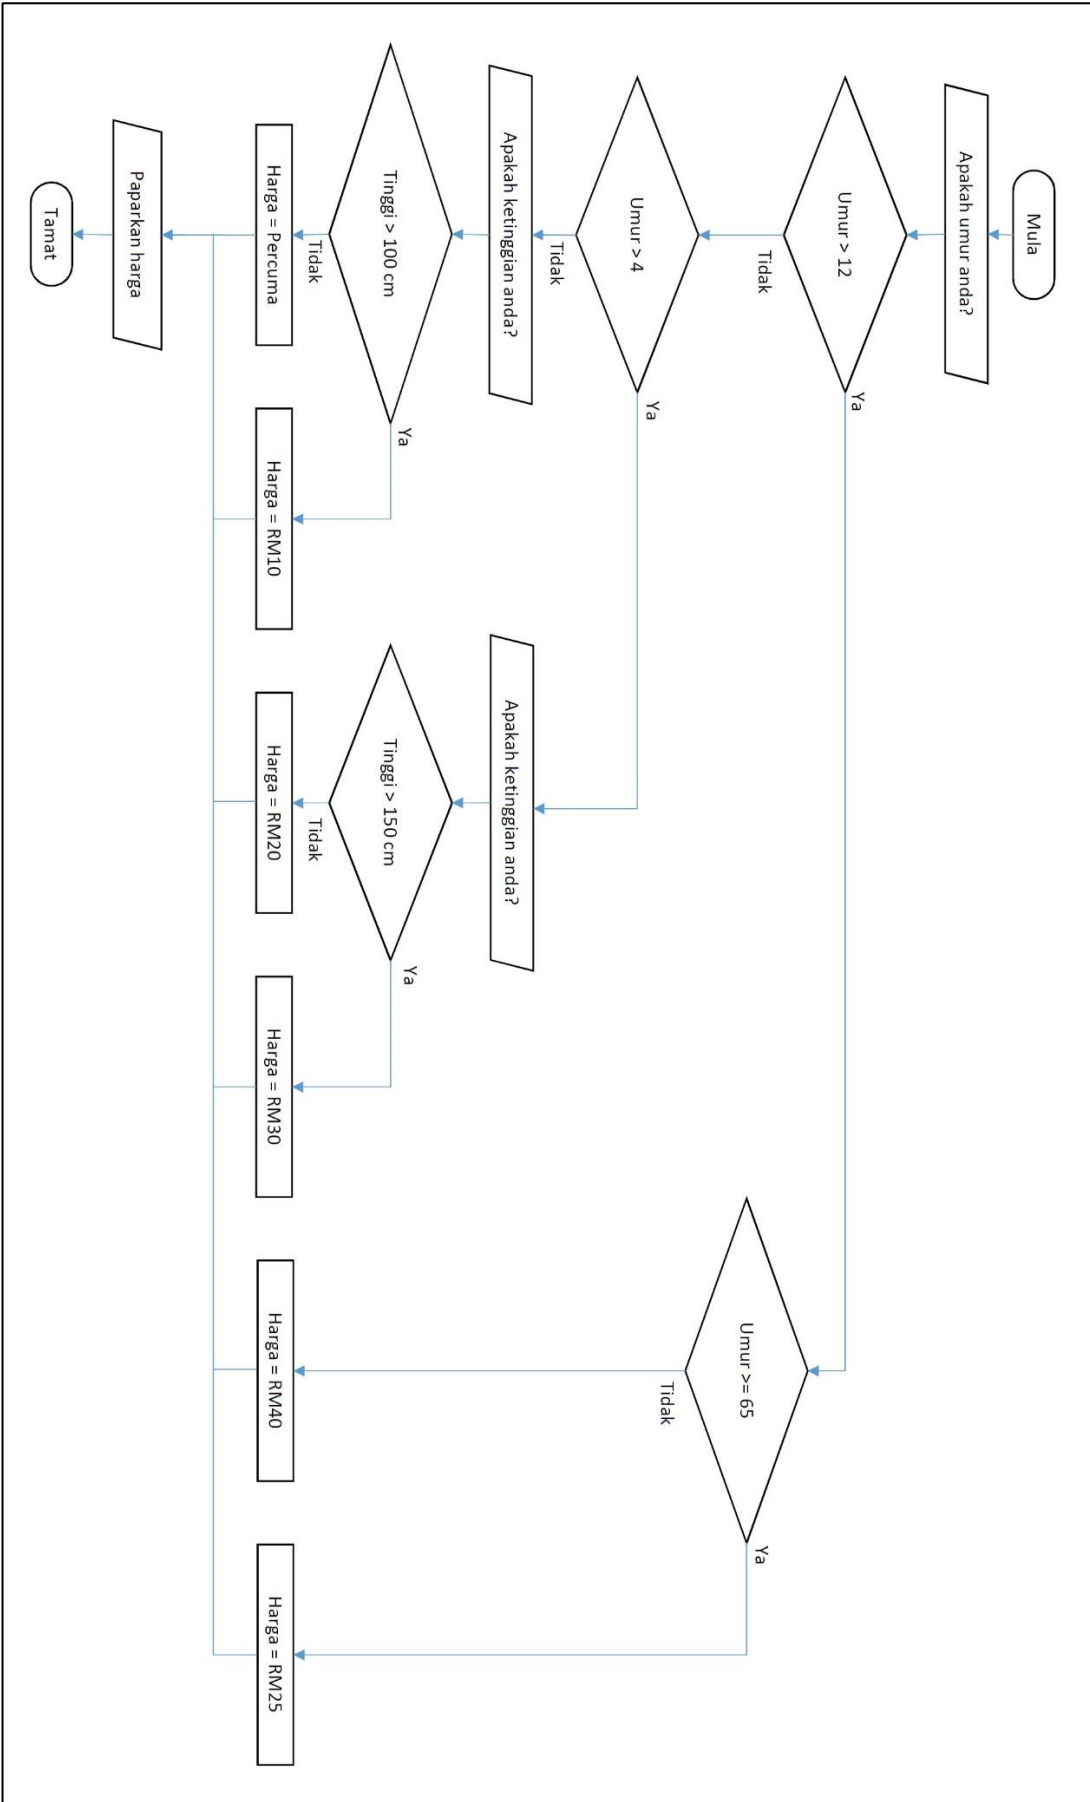 Mula
Apakah umur anda?
Umur > 12
Ya
Tidak
Umur >= 65
Ya
Tidak
Umur > 4
Ya
Tidak
Apakah ketinggian anda?
Apakah ketinggian anda?
Tinggi > 100 cm
Ya
Tidak
Tinggi > 150 cm
Ya
Tidak
Harga = Percuma
Harga = RM10
Harga = RM20
Harga = RM30
Harga = RM40
Harga = RM25
Paparkan harga
Tamat